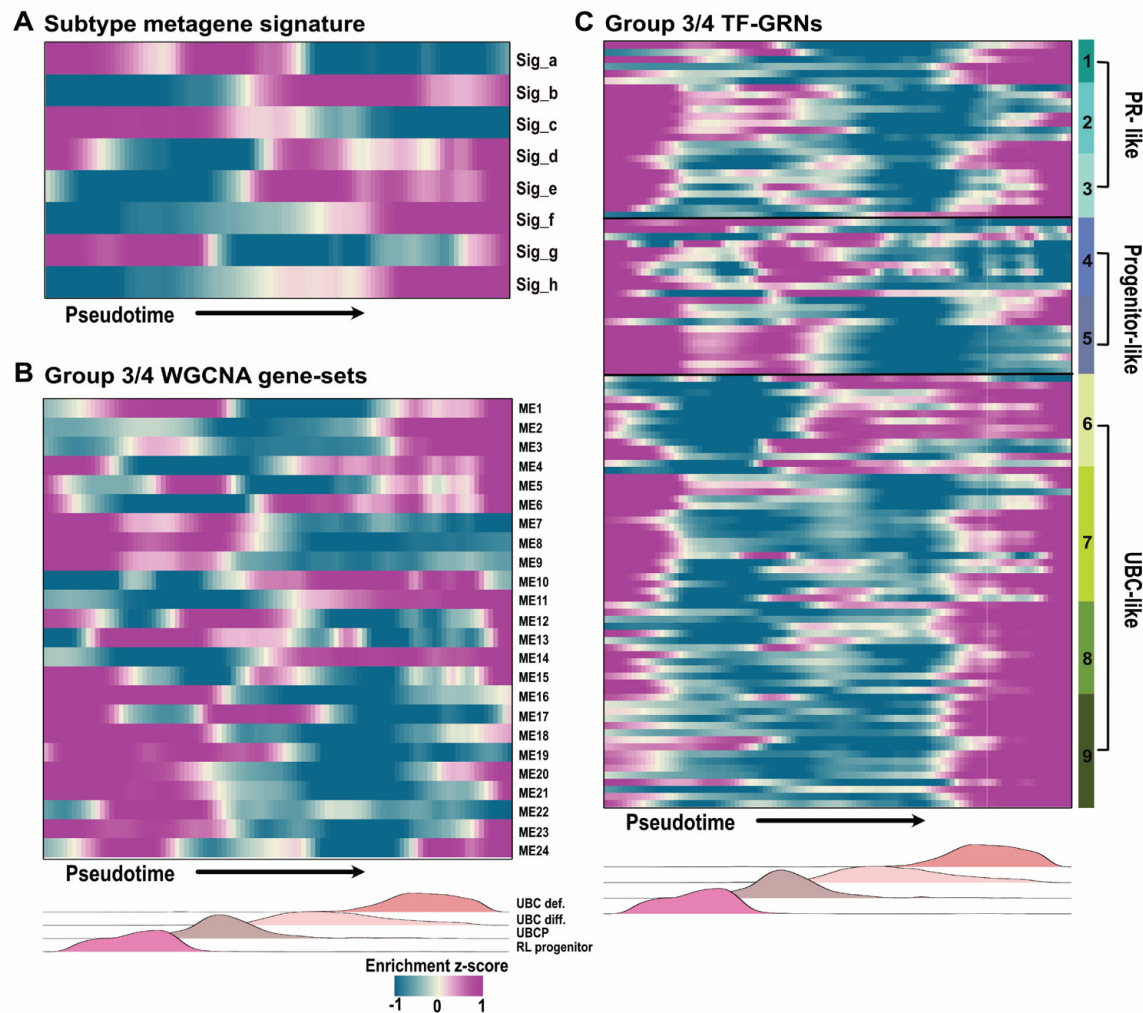 A Subtype metagene signature
Sig_a
Sig_b
Sig_c
Sig_d
Sig_e
Sig_f
Sig_g
Sig_h
Pseudotime
B Group 3/4 WGCNA gene-sets
ME1
ME2
ME3
ME4
ME5
ME6
ME7
ME8
ME9
ME10
ME11
ME12
ME13
ME14
ME15
ME16
ME17
ME18
ME19
ME20
ME21
ME22
ME23
ME24
Pseudotime
UBC def.
UBC diff.
UBCP
RL progenitor
Enrichment z-score
-1 0 1
C Group 3/4 TF-GRNs
1
2
3
4
5
6
7
8
9
PR- like
Progenitor-like
UBC-like
Pseudotime